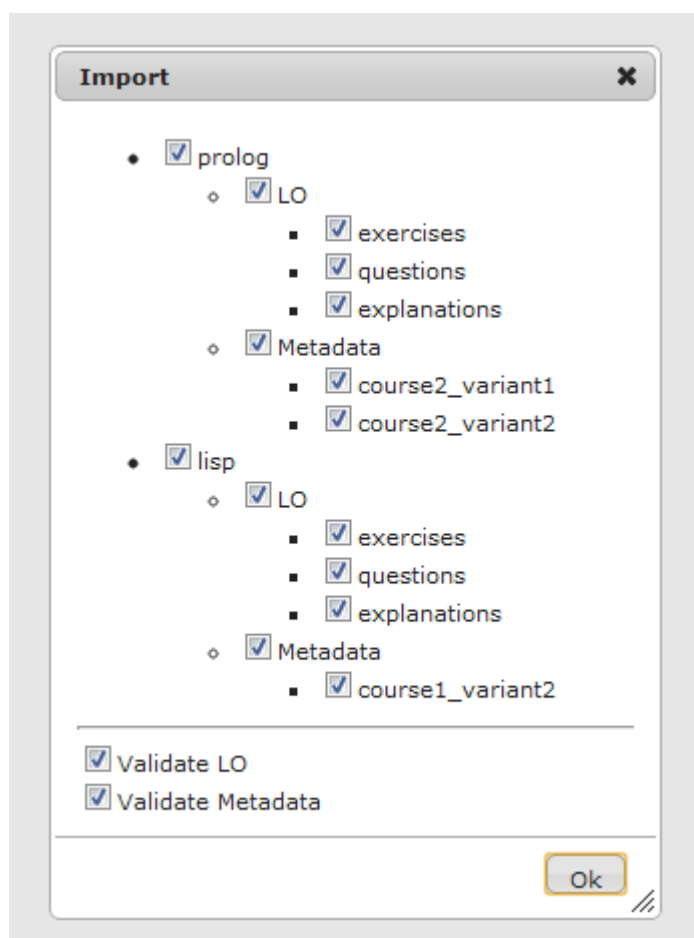 Import
prolog
LO
exercises
questions
explanations
Metadata
course2_variant1
course2_variant2
lisp
LO
exercises
questions
explanations
Metadata
course1_variant2
Validate LO
Validate Metadata
Ok